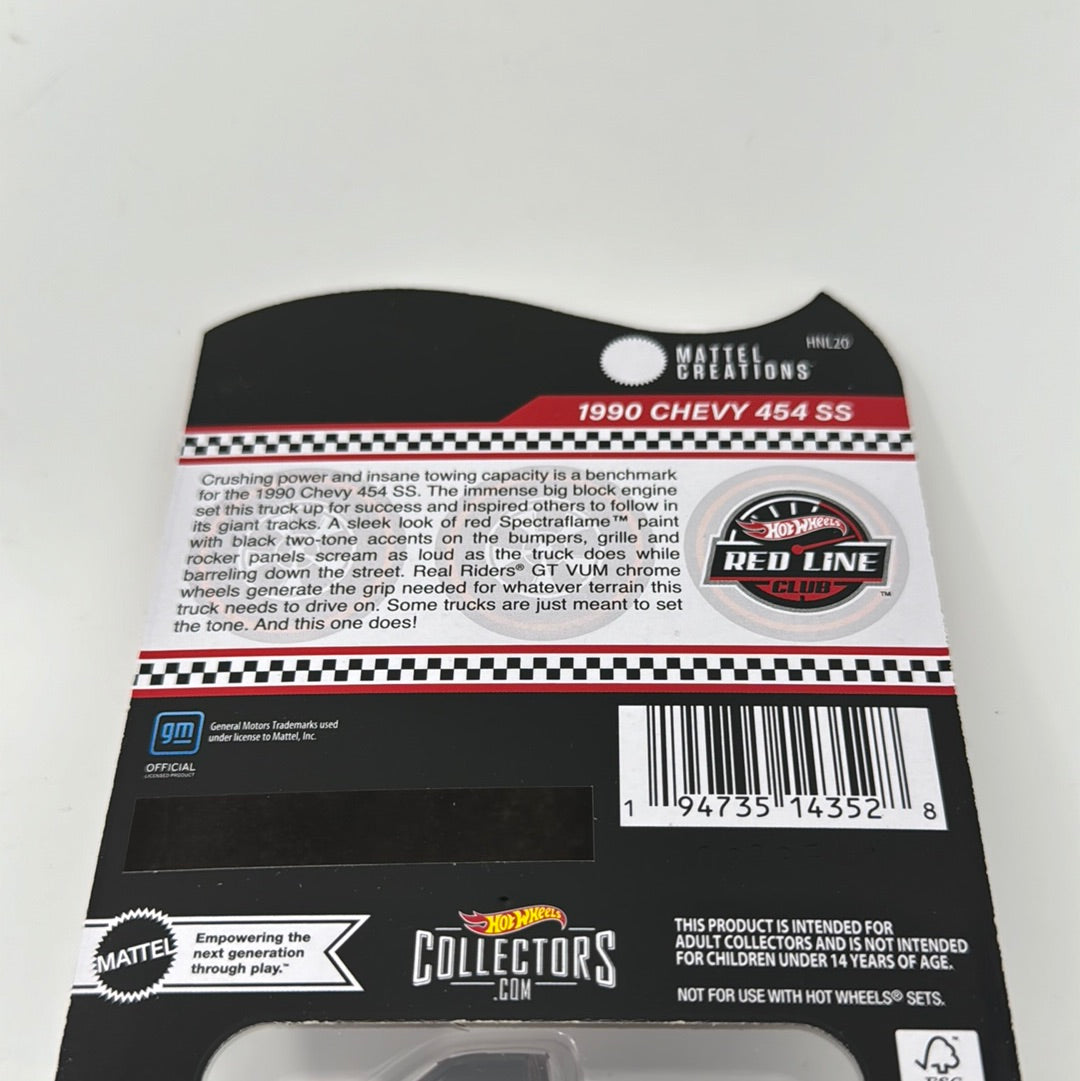 HNL20
MATTEL
CREATIONS
1990 CHEVY 454 SS
Crushing power and insane towing capacity is a benchmark
for the 1990 Chevy 454 SS. The immense big block engine
set this truck up for success and inspired others to follow in
its giant tracks. A sleek look of red Spectraflame™ paint
with black two-tone accents on the bumpers, grille and
rocker panels scream as loud as the truck does while
barreling down the street. Real Riders® GT VUM chrome
wheels generate the grip needed for whatever terrain this
truck needs to drive on. Some trucks are just meant to set
the tone. And this one does!
HOT WHEELS
RED LINE
CLUB
™
gm
General Motors Trademarks used
under license to Mattel, Inc.
OFFICIAL
LICENSED PRODUCT
1 94735 14352 8
MATTEL
Empowering the
next generation
through play.™
HOT WHEELS
COLLECTORS
.COM
THIS PRODUCT IS INTENDED FOR
ADULT COLLECTORS AND IS NOT INTENDED
FOR CHILDREN UNDER 14 YEARS OF AGE.
NOT FOR USE WITH HOT WHEELS® SETS.
FSC